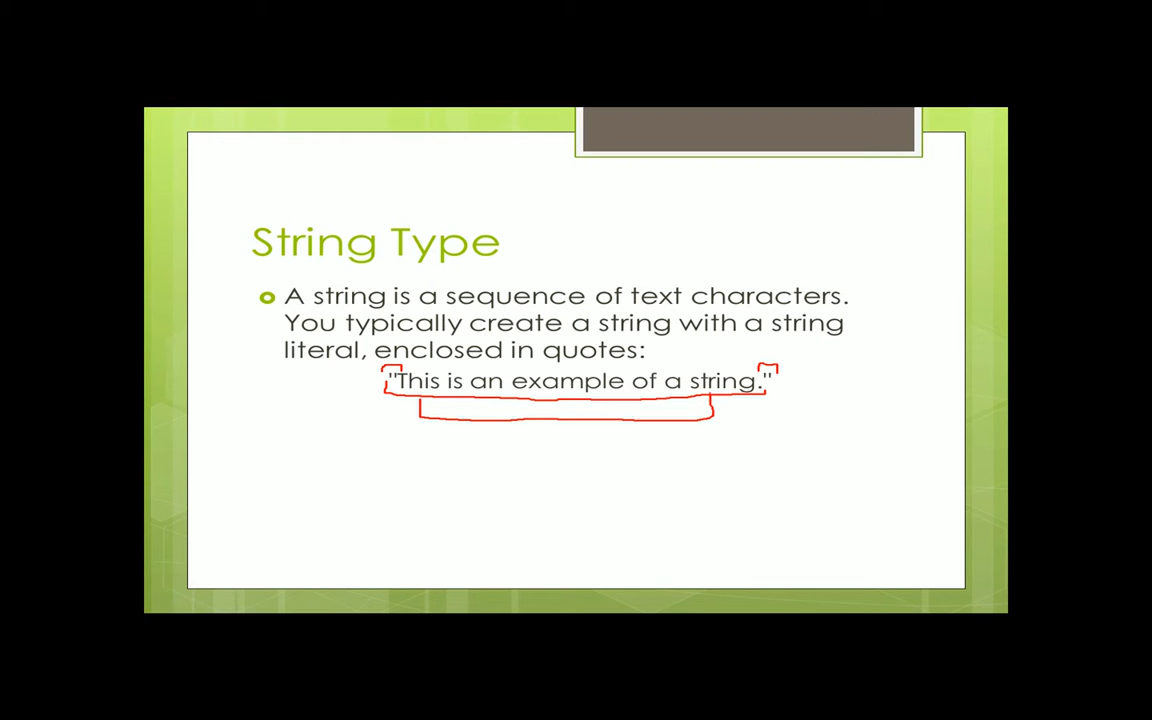 String Type
A string is a sequence of text characters.
You typically create a string with a string
literal, enclosed in quotes:
"This is an example of a string."